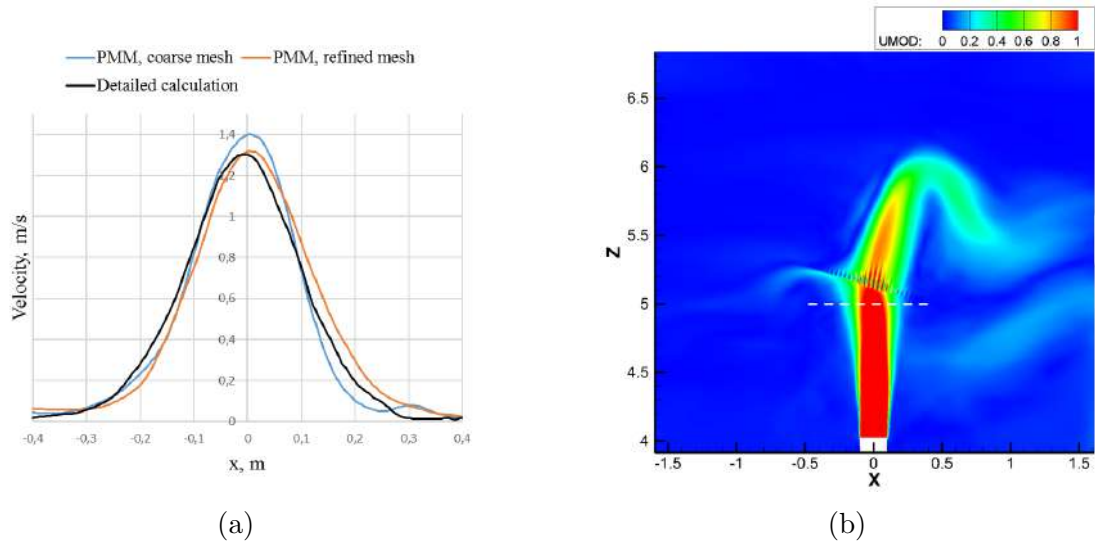 PMM, coarse mesh PMM, refined mesh
Detailed calculation
Velocity, m/s
1,4
1,2
1
0,8
0,6
0,4
0,2
0
-0,4 -0,3 -0,2 -0,1 0 0,1 0,2 0,3 0,4
x, m
(a)
UMOD: 0 0.2 0.4 0.6 0.8 1
Z
6.5
6
5.5
5
4.5
4
-1.5 -1 -0.5 0 0.5 1 1.5
X
(b)